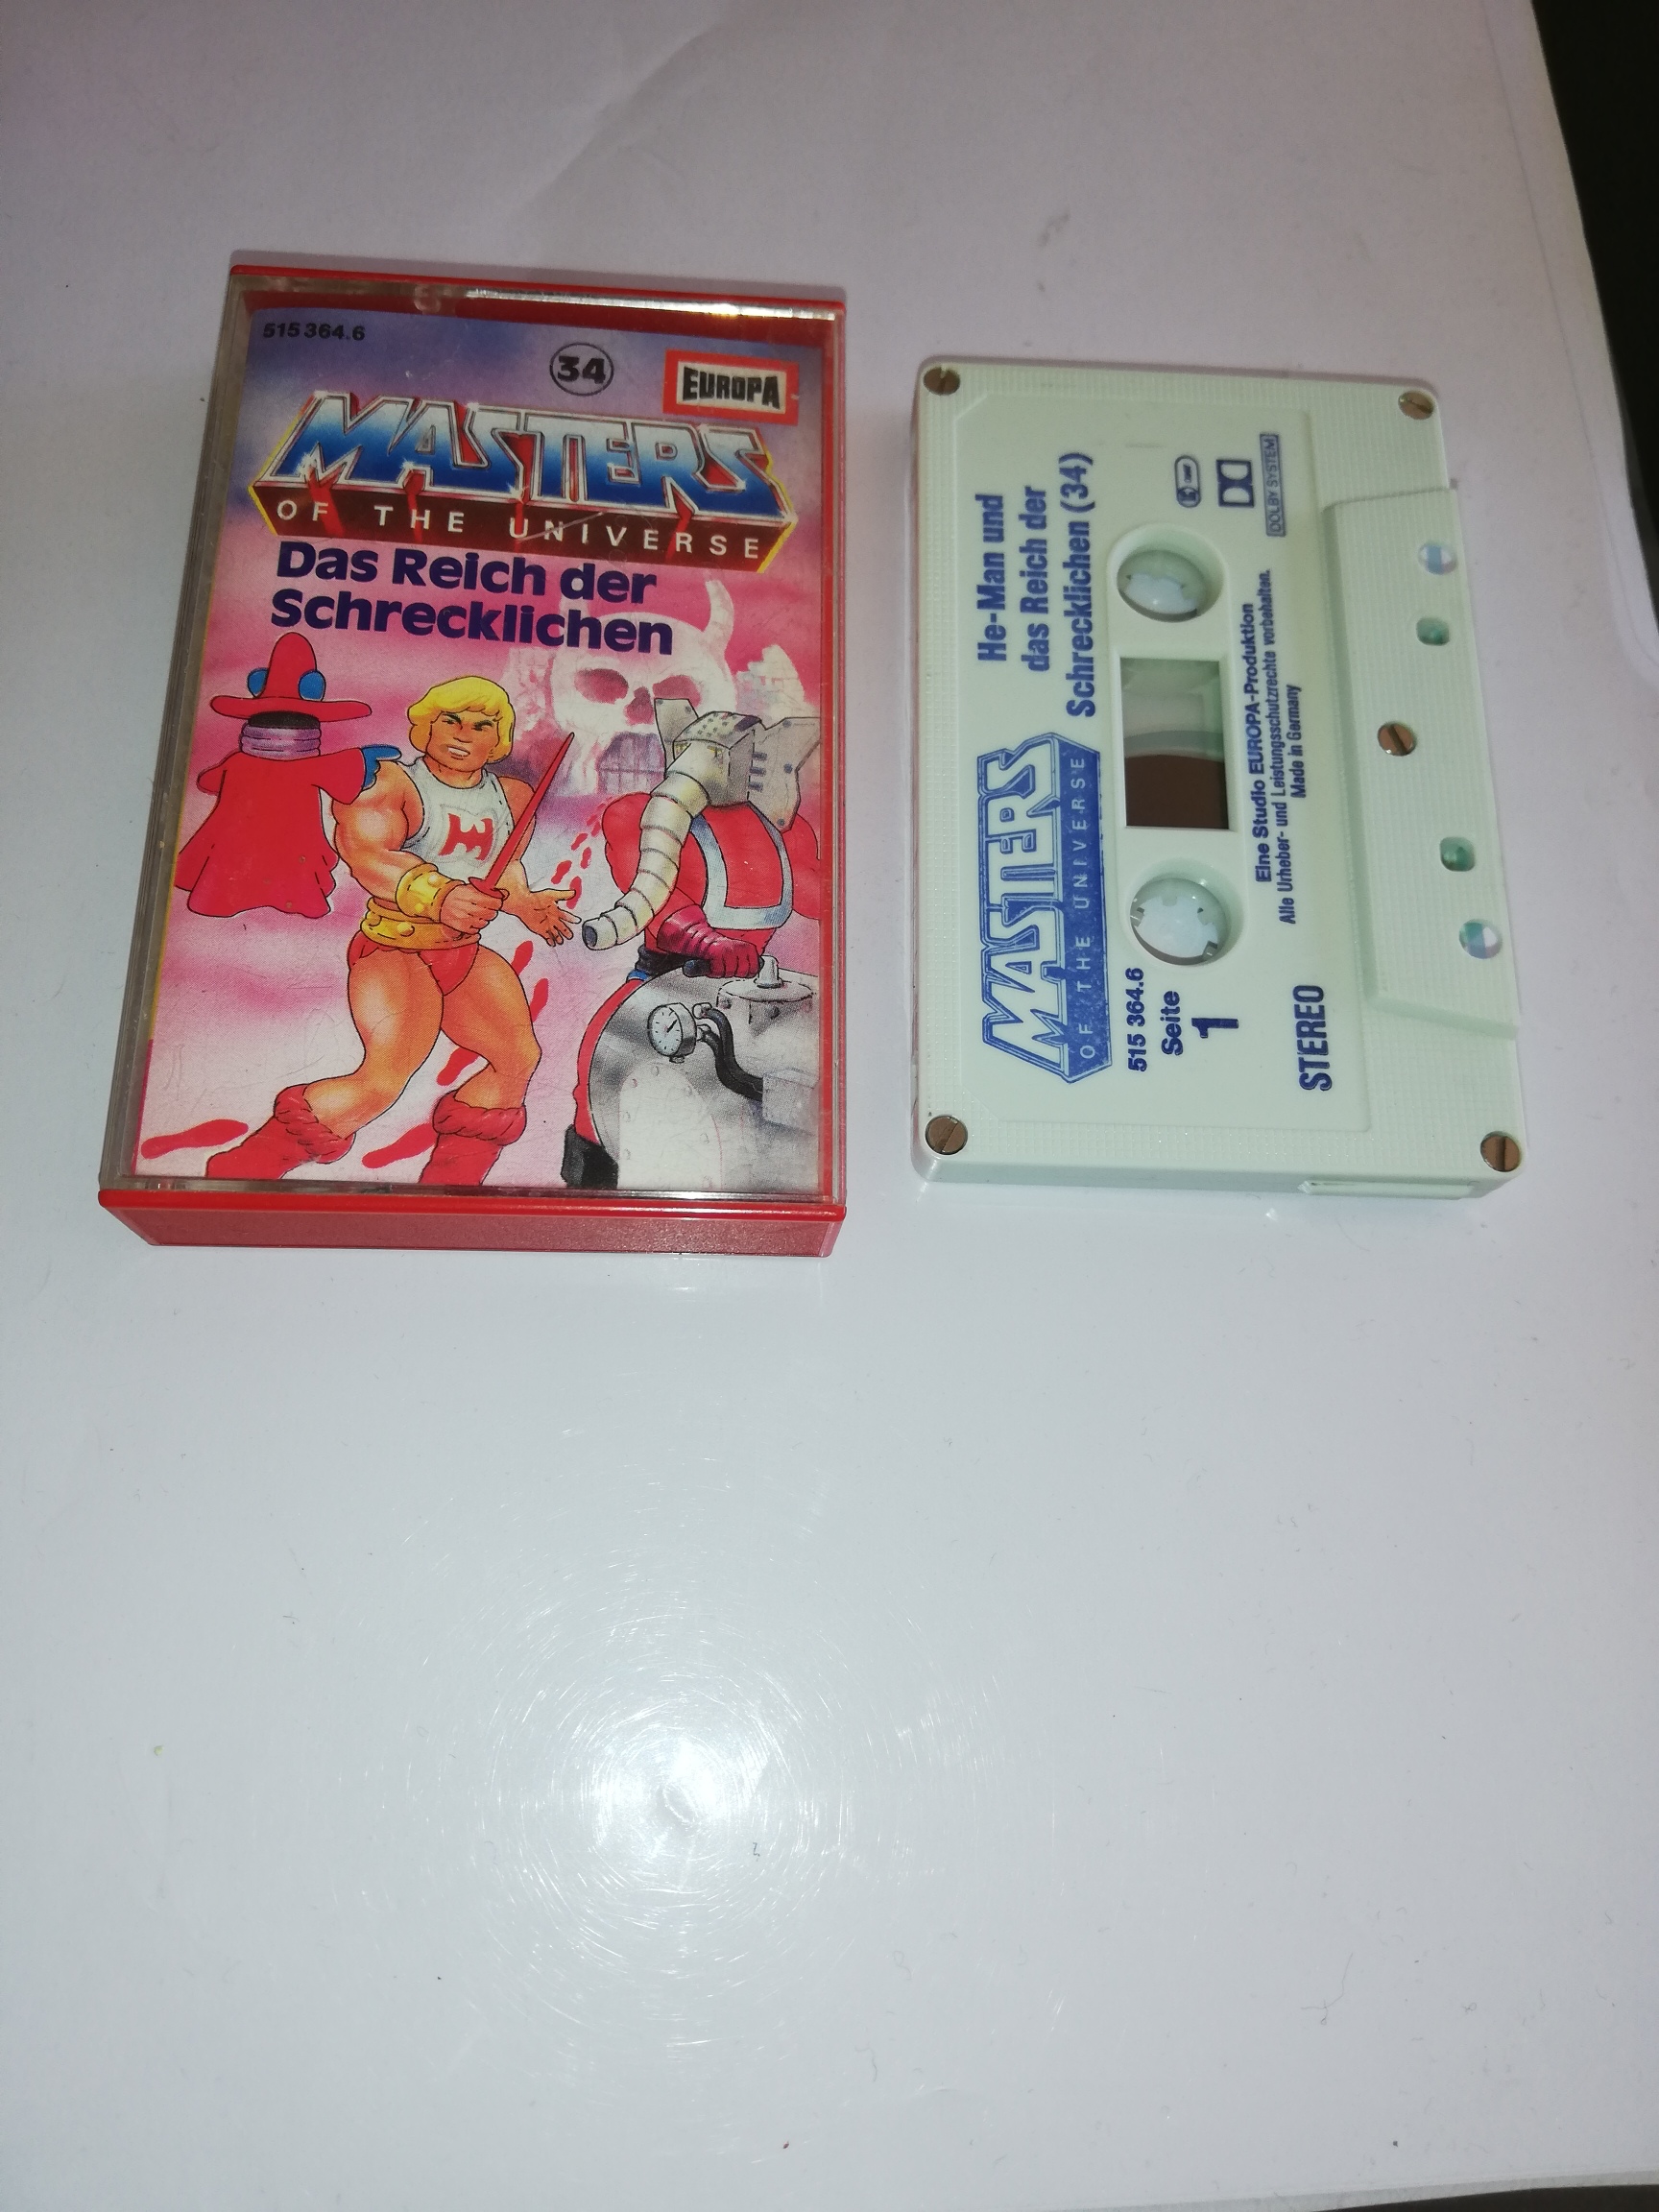 515 364.6
34
EUROPA
MASTERS
OF THE UNIVERSE
Das Reich der
Schrecklichen
MASTERS
OF THE UNIVERSE
He-Man und
das Reich der
Schrecklichen (34)
515 364.6
Seite
1
DOLBY SYSTEM
Eine Studio EUROPA-Produktion
Alle Urheber- und Leistungsschutzrechte vorbehalten.
Made in Germany
STEREO